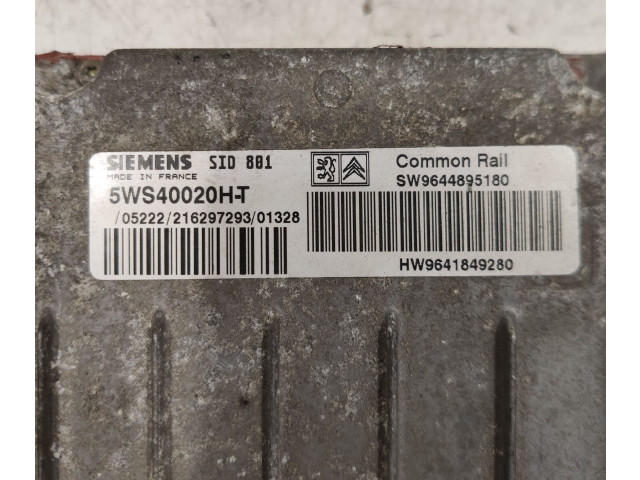 SIEMENS SID 801
MADE IN FRANCE
5WS40020H-T
/05222/216297293/01328
Common Rail
SW9644895180
HW9641849280